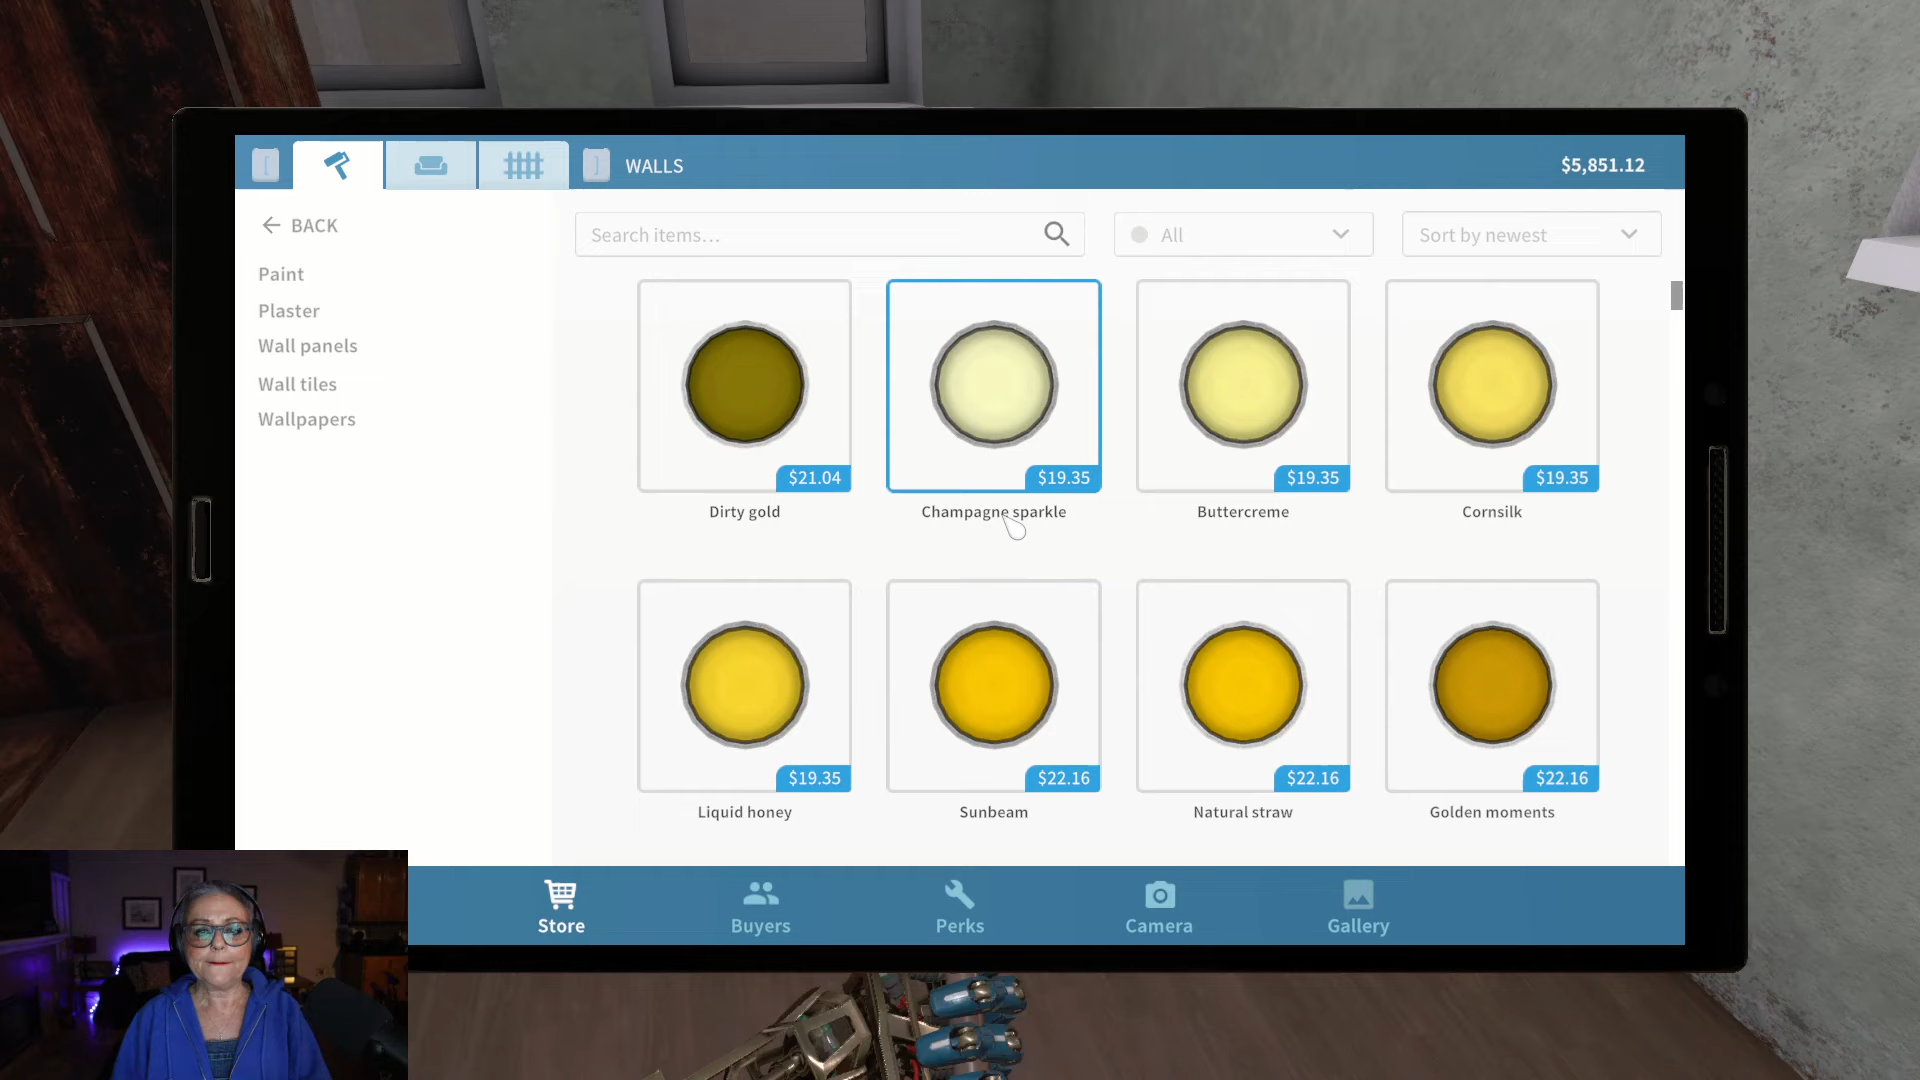 [
]
WALLS
$5,851.12
BACK
Paint
Plaster
Wall panels
Wall tiles
Wallpapers
Search items...
All
Sort by newest
$21.04
$19.35
$19.35
$19.35
Dirty gold
Champagne sparkle
Buttercreme
Cornsilk
$19.35
$22.16
$22.16
$22.16
Liquid honey
Sunbeam
Natural straw
Golden moments
Store
Buyers
Perks
Camera
Gallery